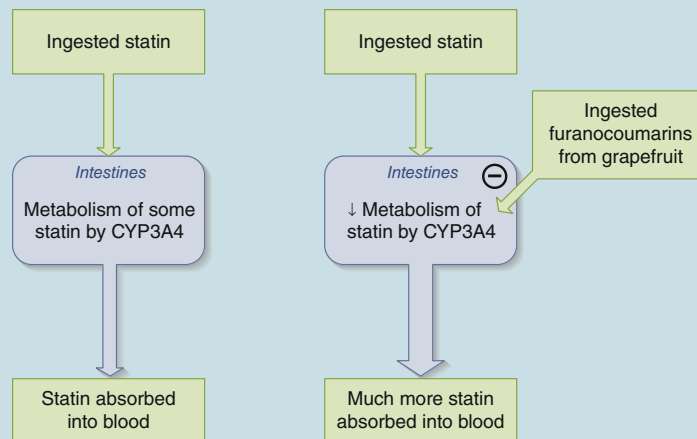 Ingested statin
Intestines
Metabolism of some
statin by CYP3A4
Statin absorbed
into blood
Ingested statin
Ingested
furanocoumarins
from grapefruit
Intestines
↓ Metabolism of
statin by CYP3A4
Much more statin
absorbed into blood